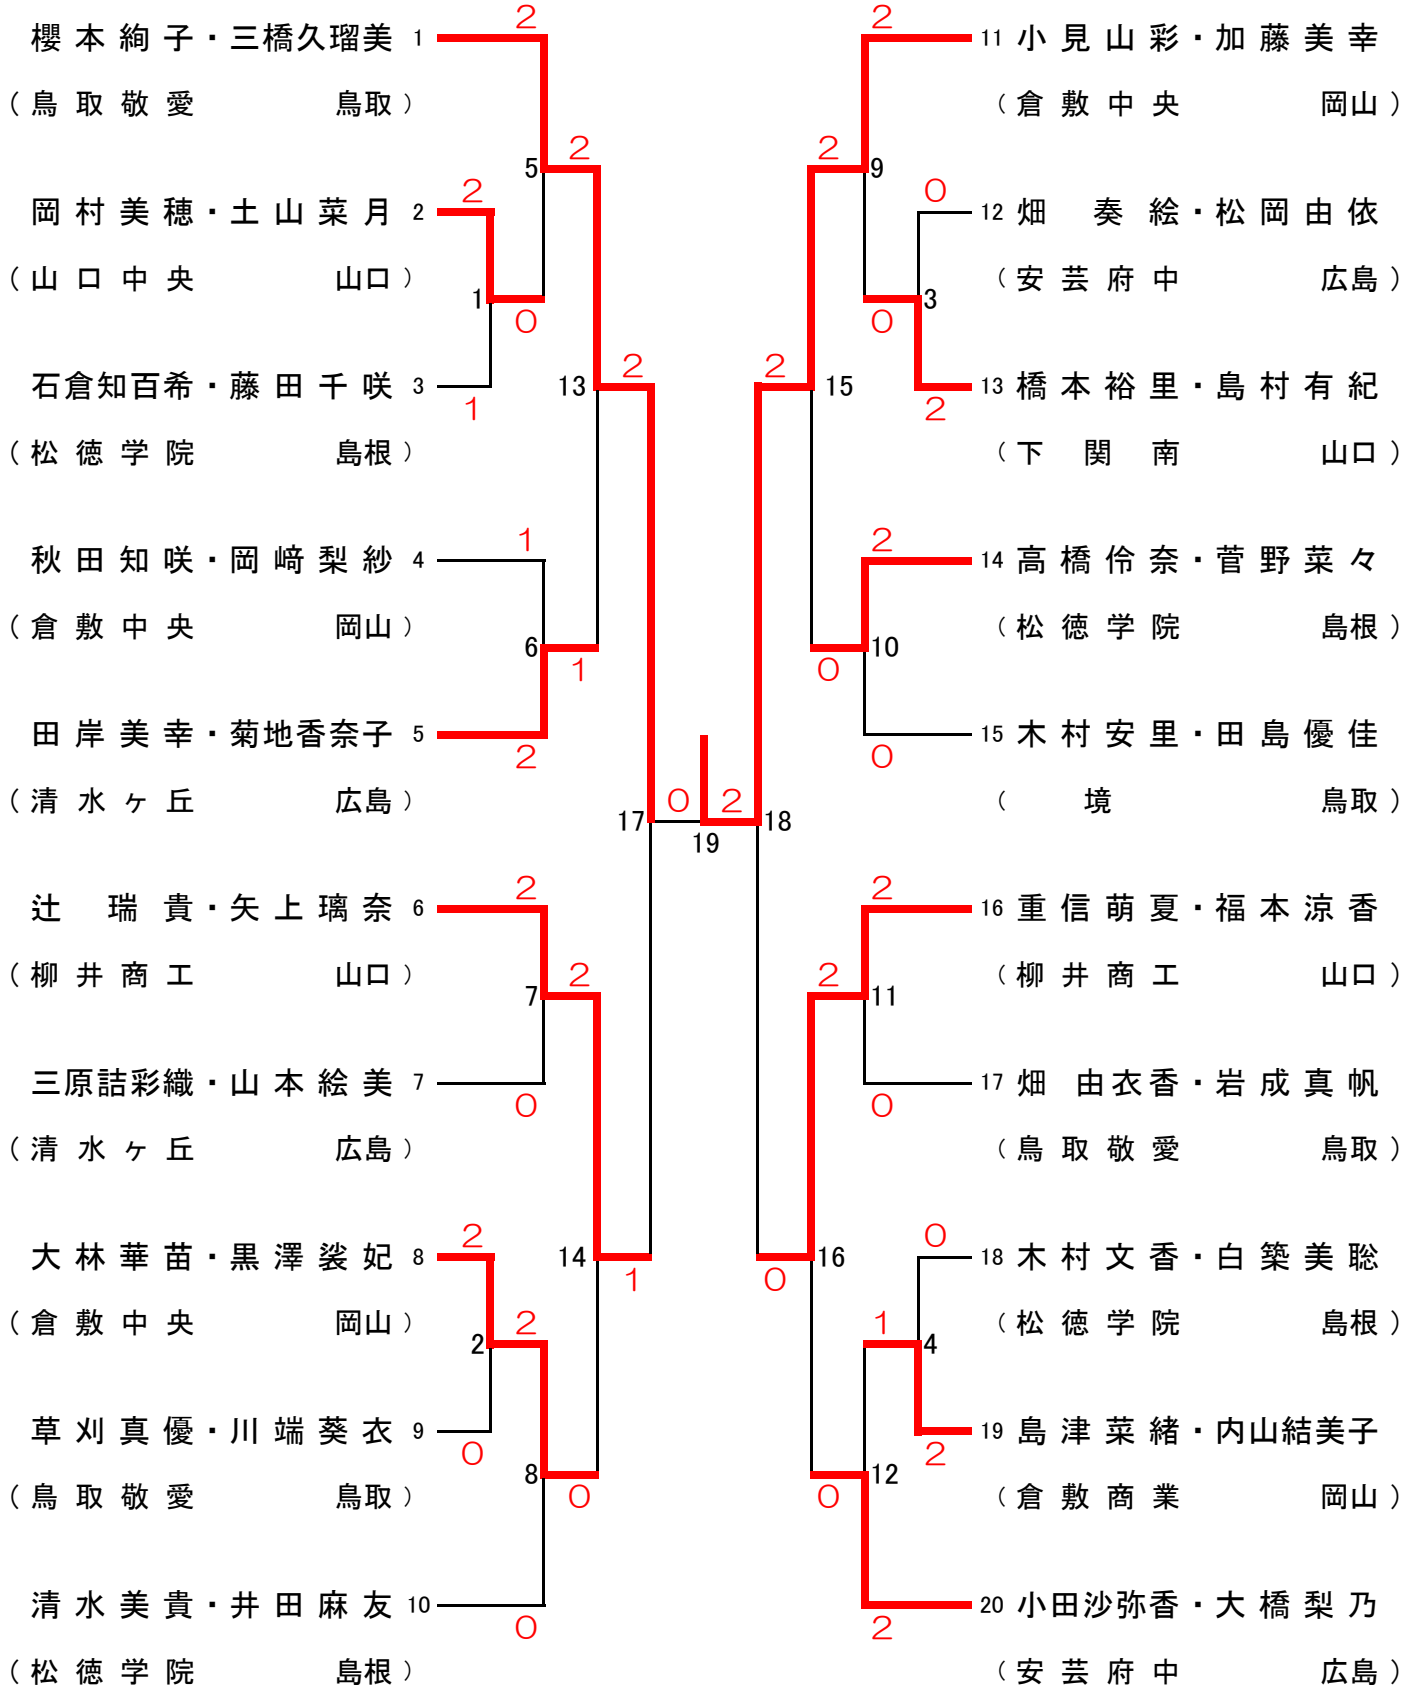 2
櫻本絢子・三橋久瑠美 1
（鳥取敬愛 鳥取）
5 2
2
岡村美穂・土山菜月 2
（山口中央 山口）
1 0
石倉知百希・藤田千咲 3
1
13 2
（松徳学院 島根）
1
秋田知咲・岡﨑梨紗 4
（倉敷中央 岡山）
6 1
田岸美幸・菊地香奈子 5
2
（清水ヶ丘 広島）
17 0
2
辻 瑞貴・矢上璃奈 6
（柳井商工 山口）
7 2
三原詰彩織・山本絵美 7
0
（清水ヶ丘 広島）
2
大林華苗・黒澤裟妃 8
14 1
（倉敷中央 岡山）
2 2
草刈真優・川端葵衣 9
0
8 0
（鳥取敬愛 鳥取）
清水美貴・井田麻友 10
0
（松徳学院 島根）
19
2
11 小見山彩・加藤美幸
（倉敷中央 岡山）
2 9
0
12 畑 奏絵・松岡由依
（安芸府中 広島）
0 3
13 橋本裕里・島村有紀
2
2 15
（下関南 山口）
2
14 高橋伶奈・菅野菜々
（松徳学院 島根）
0 10
15 木村安里・田島優佳
0
（境 鳥取）
2 18
2
16 重信萌夏・福本涼香
（柳井商工 山口）
2 11
17 畑 由衣香・岩成真帆
0
（鳥取敬愛 鳥取）
0
18 木村文香・白築美聡
0 16
（松徳学院 島根）
1 4
19 島津菜緒・内山結美子
2
0 12
（倉敷商業 岡山）
20 小田沙弥香・大橋梨乃
2
（安芸府中 広島）